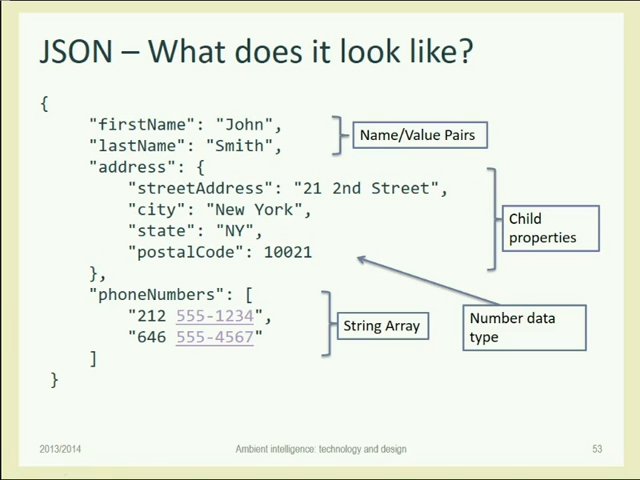 JSON – What does it look like?
{
"firstName": "John",
"lastName": "Smith",
Name/Value Pairs
"address": {
"streetAddress": "21 2nd Street",
"city": "New York",
"state": "NY",
"postalCode": 10021
Child
properties
},
"phoneNumbers": [
"212 555-1234",
"646 555-4567"
String Array
Number data
type
]
}
2013/2014
Ambient intelligence: technology and design
53